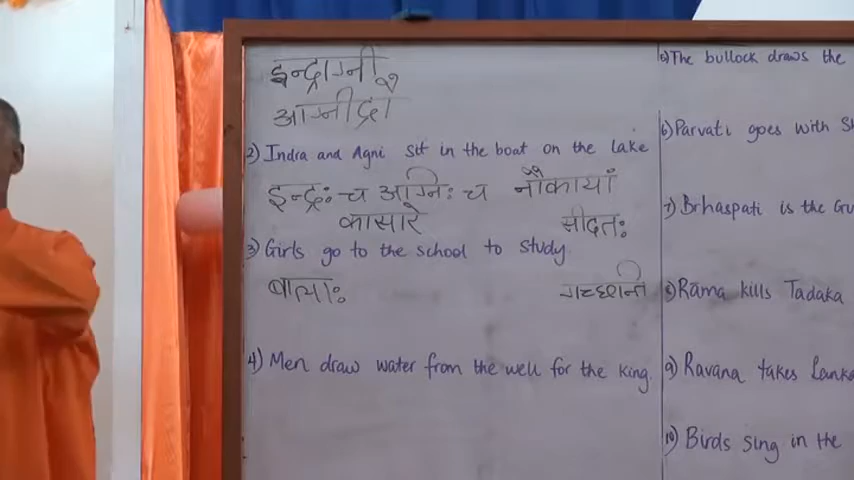 इन्द्राग्नी
आग्नीद्रौ
2) Indra and Agni sit in the boat on the lake
इन्द्रः च अग्निः च नौकायां
कासारे सीदतः
3) Girls go to the school to study.
बालाः गच्छन्ति
4) Men draw water from the well for the king.
5) The bullock draws the
6) Parvati goes with
7) Brhaspati is the
8) Rama kills Tadaka
9) Ravana takes Lanka
10) Birds sing in the